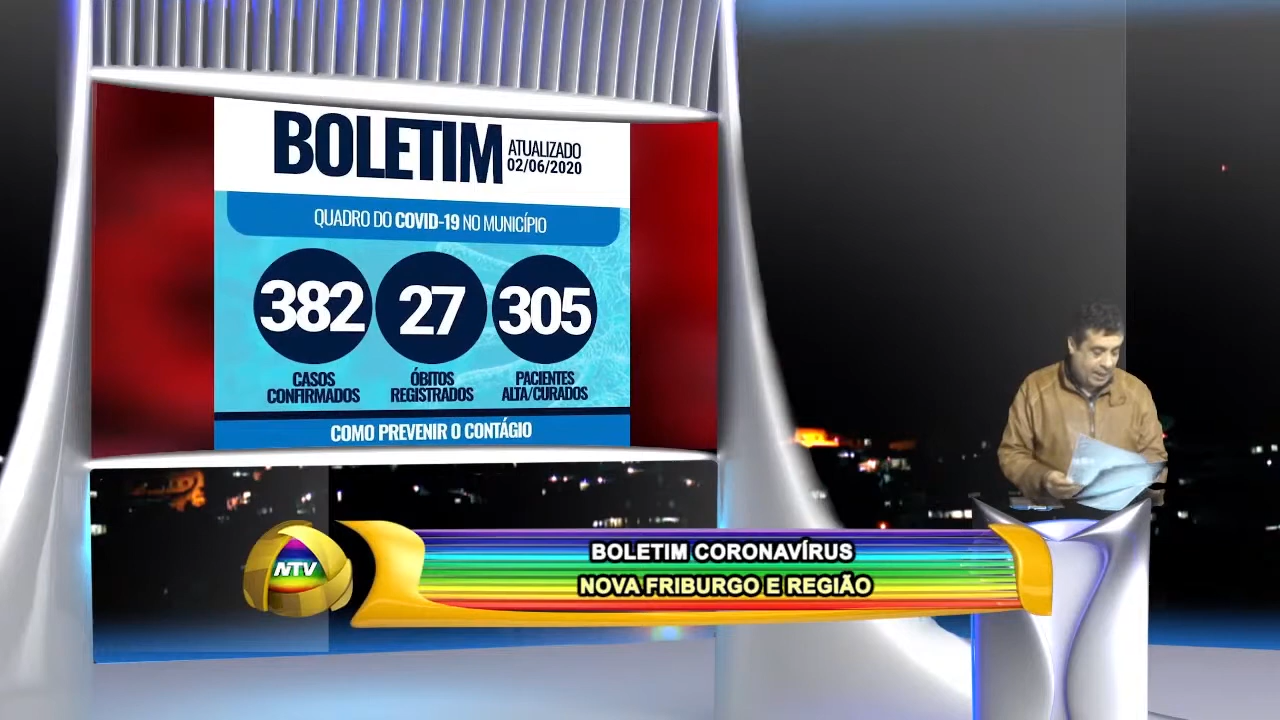 BOLETIM
ATUALIZADO
02/06/2020
QUADRO DO COVID-19 NO MUNICÍPIO
382
27
305
CASOS
CONFIRMADOS
ÓBITOS
REGISTRADOS
PACIENTES
ALTA/CURADOS
COMO PREVENIR O CONTÁGIO
NTV
BOLETIM CORONAVÍRUS
NOVA FRIBURGO E REGIÃO